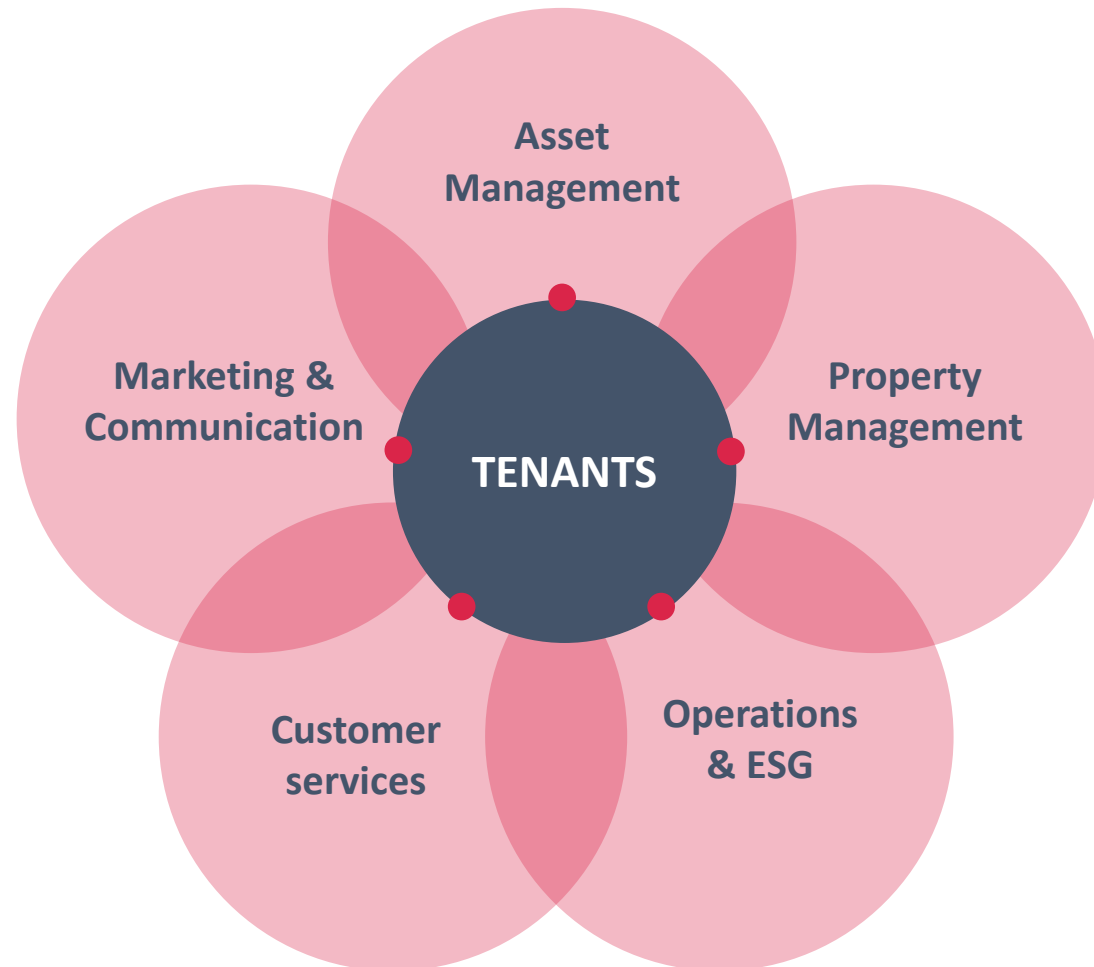 Asset
Management
Marketing &
Communication
Property
Management
TENANTS
Customer
services
Operations
& ESG